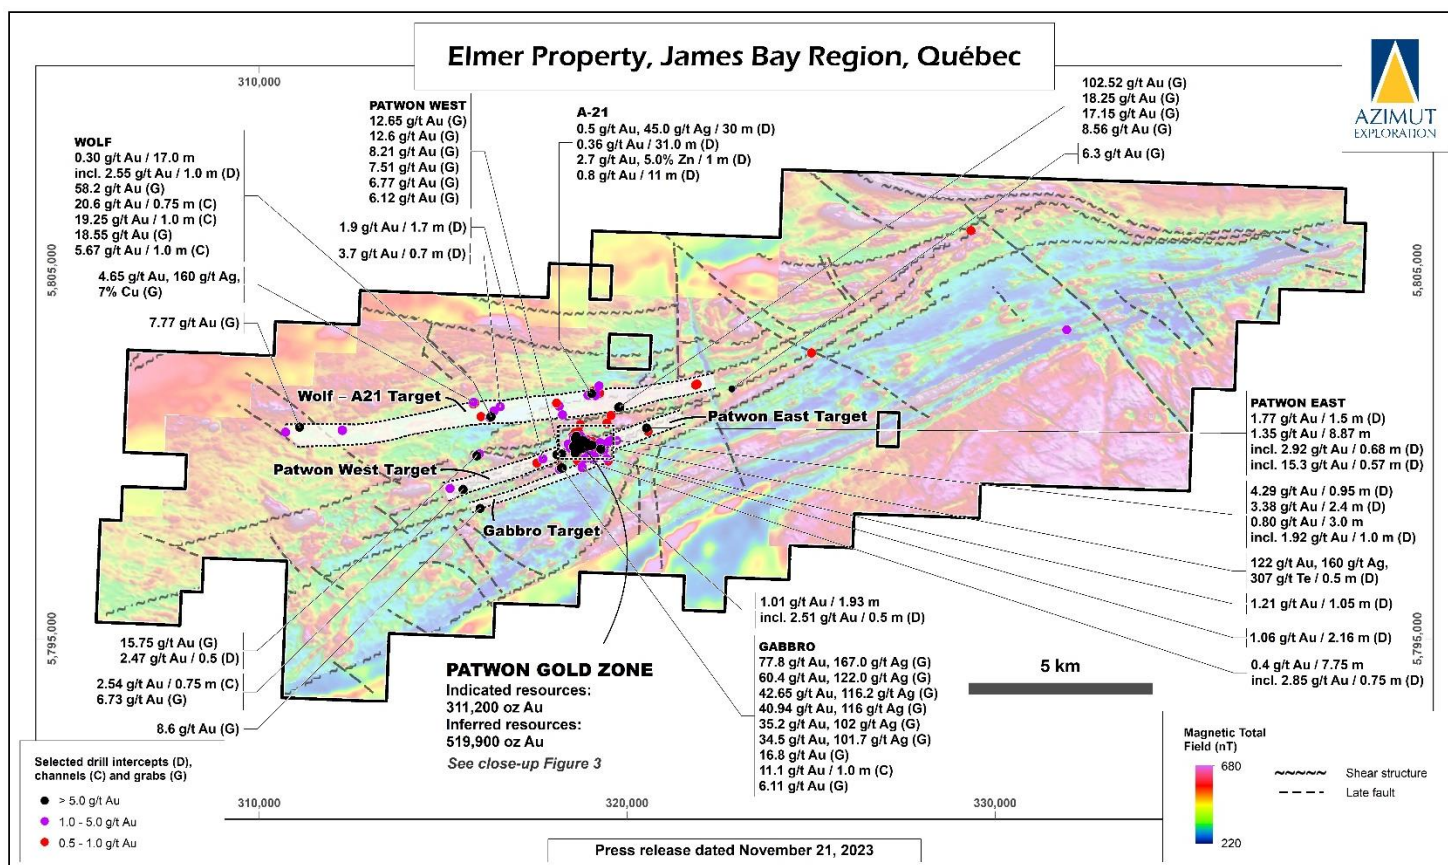 Elmer Property, James Bay Region, Québec
AZIMUT
EXPLORATION
310,000
5,805,000
5,805,000
WOLF
0.30 g/t Au / 17.0 m
incl. 2.55 g/t Au / 1.0 m (D)
58.2 g/t Au (G)
20.6 g/t Au / 0.75 m (C)
19.25 g/t Au / 1.0 m (C)
18.55 g/t Au (G)
5.67 g/t Au / 1.0 m (C)
4.65 g/t Au, 160 g/t Ag,
7% Cu (G)
7.77 g/t Au (G)
PATWON WEST
12.65 g/t Au (G)
12.6 g/t Au (G)
8.21 g/t Au (G)
7.51 g/t Au (G)
6.77 g/t Au (G)
6.12 g/t Au (G)
1.9 g/t Au / 1.7 m (D)
3.7 g/t Au / 0.7 m (D)
A-21
0.5 g/t Au, 45.0 g/t Ag / 30 m (D)
0.36 g/t Au / 31.0 m (D)
2.7 g/t Au, 5.0% Zn / 1 m (D)
0.8 g/t Au / 11 m (D)
102.52 g/t Au (G)
18.25 g/t Au (G)
17.15 g/t Au (G)
8.56 g/t Au (G)
6.3 g/t Au (G)
Wolf – A21 Target
Patwon East Target
Patwon West Target
Gabbro Target
PATWON EAST
1.77 g/t Au / 1.5 m (D)
1.35 g/t Au / 8.87 m
incl. 2.92 g/t Au / 0.68 m (D)
incl. 15.3 g/t Au / 0.57 m (D)
4.29 g/t Au / 0.95 m (D)
3.38 g/t Au / 2.4 m (D)
0.80 g/t Au / 3.0 m
incl. 1.92 g/t Au / 1.0 m (D)
122 g/t Au, 160 g/t Ag,
307 g/t Te / 0.5 m (D)
1.21 g/t Au / 1.05 m (D)
1.06 g/t Au / 2.16 m (D)
0.4 g/t Au / 7.75 m
incl. 2.85 g/t Au / 0.75 m (D)
5,795,000
5,795,000
15.75 g/t Au (G)
2.47 g/t Au / 0.5 (D)
2.54 g/t Au / 0.75 m (C)
6.73 g/t Au (G)
8.6 g/t Au (G)
PATWON GOLD ZONE
Indicated resources:
311,200 oz Au
Inferred resources:
519,900 oz Au
See close-up Figure 3
1.01 g/t Au / 1.93 m
incl. 2.51 g/t Au / 0.5 m (D)
GABBRO
77.8 g/t Au, 167.0 g/t Ag (G)
60.4 g/t Au, 122.0 g/t Ag (G)
42.65 g/t Au, 116.2 g/t Ag (G)
40.94 g/t Au, 116 g/t Ag (G)
35.2 g/t Au, 102 g/t Ag (G)
34.5 g/t Au, 101.7 g/t Ag (G)
16.8 g/t Au (G)
11.1 g/t Au / 1.0 m (C)
6.11 g/t Au (G)
5 km
Selected drill intercepts (D),
channels (C) and grabs (G)
> 5.0 g/t Au
1.0 - 5.0 g/t Au
0.5 - 1.0 g/t Au
Magnetic Total
Field (nT)
680
220
Shear structure
Late fault
310,000
320,000
330,000
Press release dated November 21, 2023